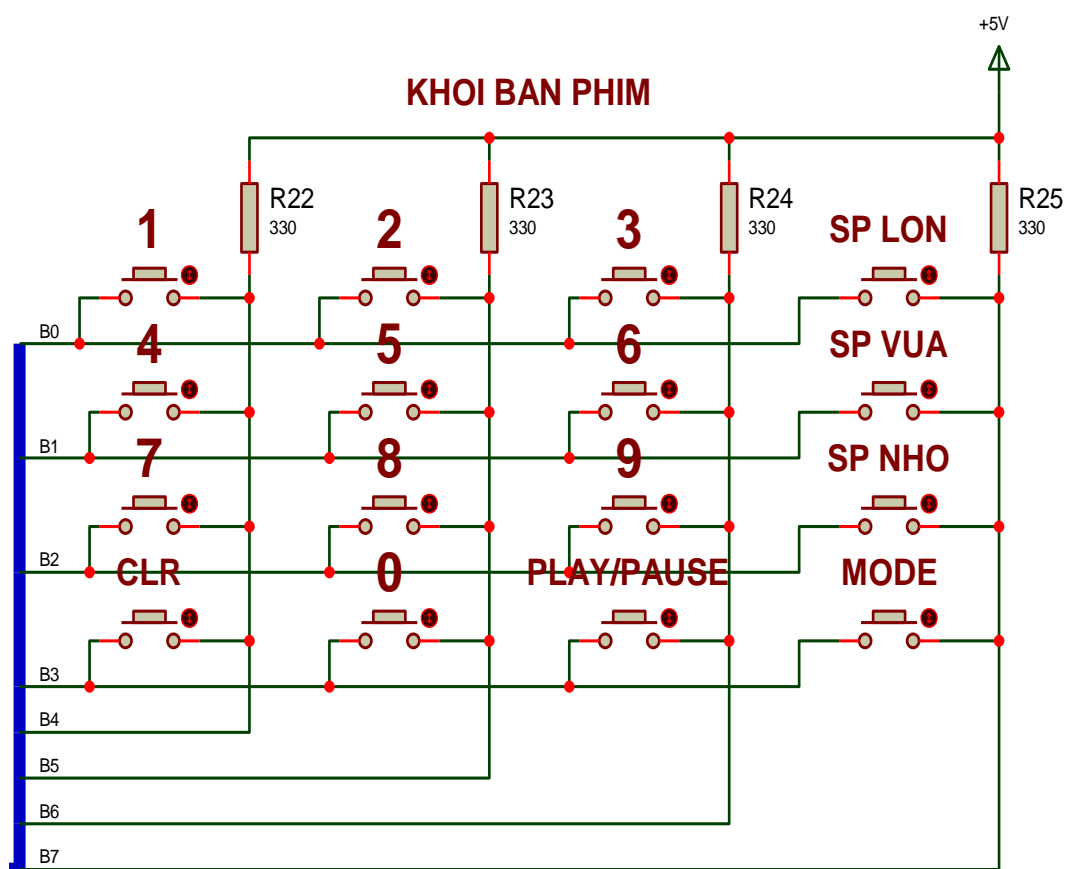 +5V
KHOI BAN PHIM
R22
330
R23
330
R24
330
R25
330
1
2
3
SP LON
B0
4
5
6
SP VUA
B1
7
8
9
SP NHO
B2
CLR
0
PLAY/PAUSE
MODE
B3
B4
B5
B6
B7